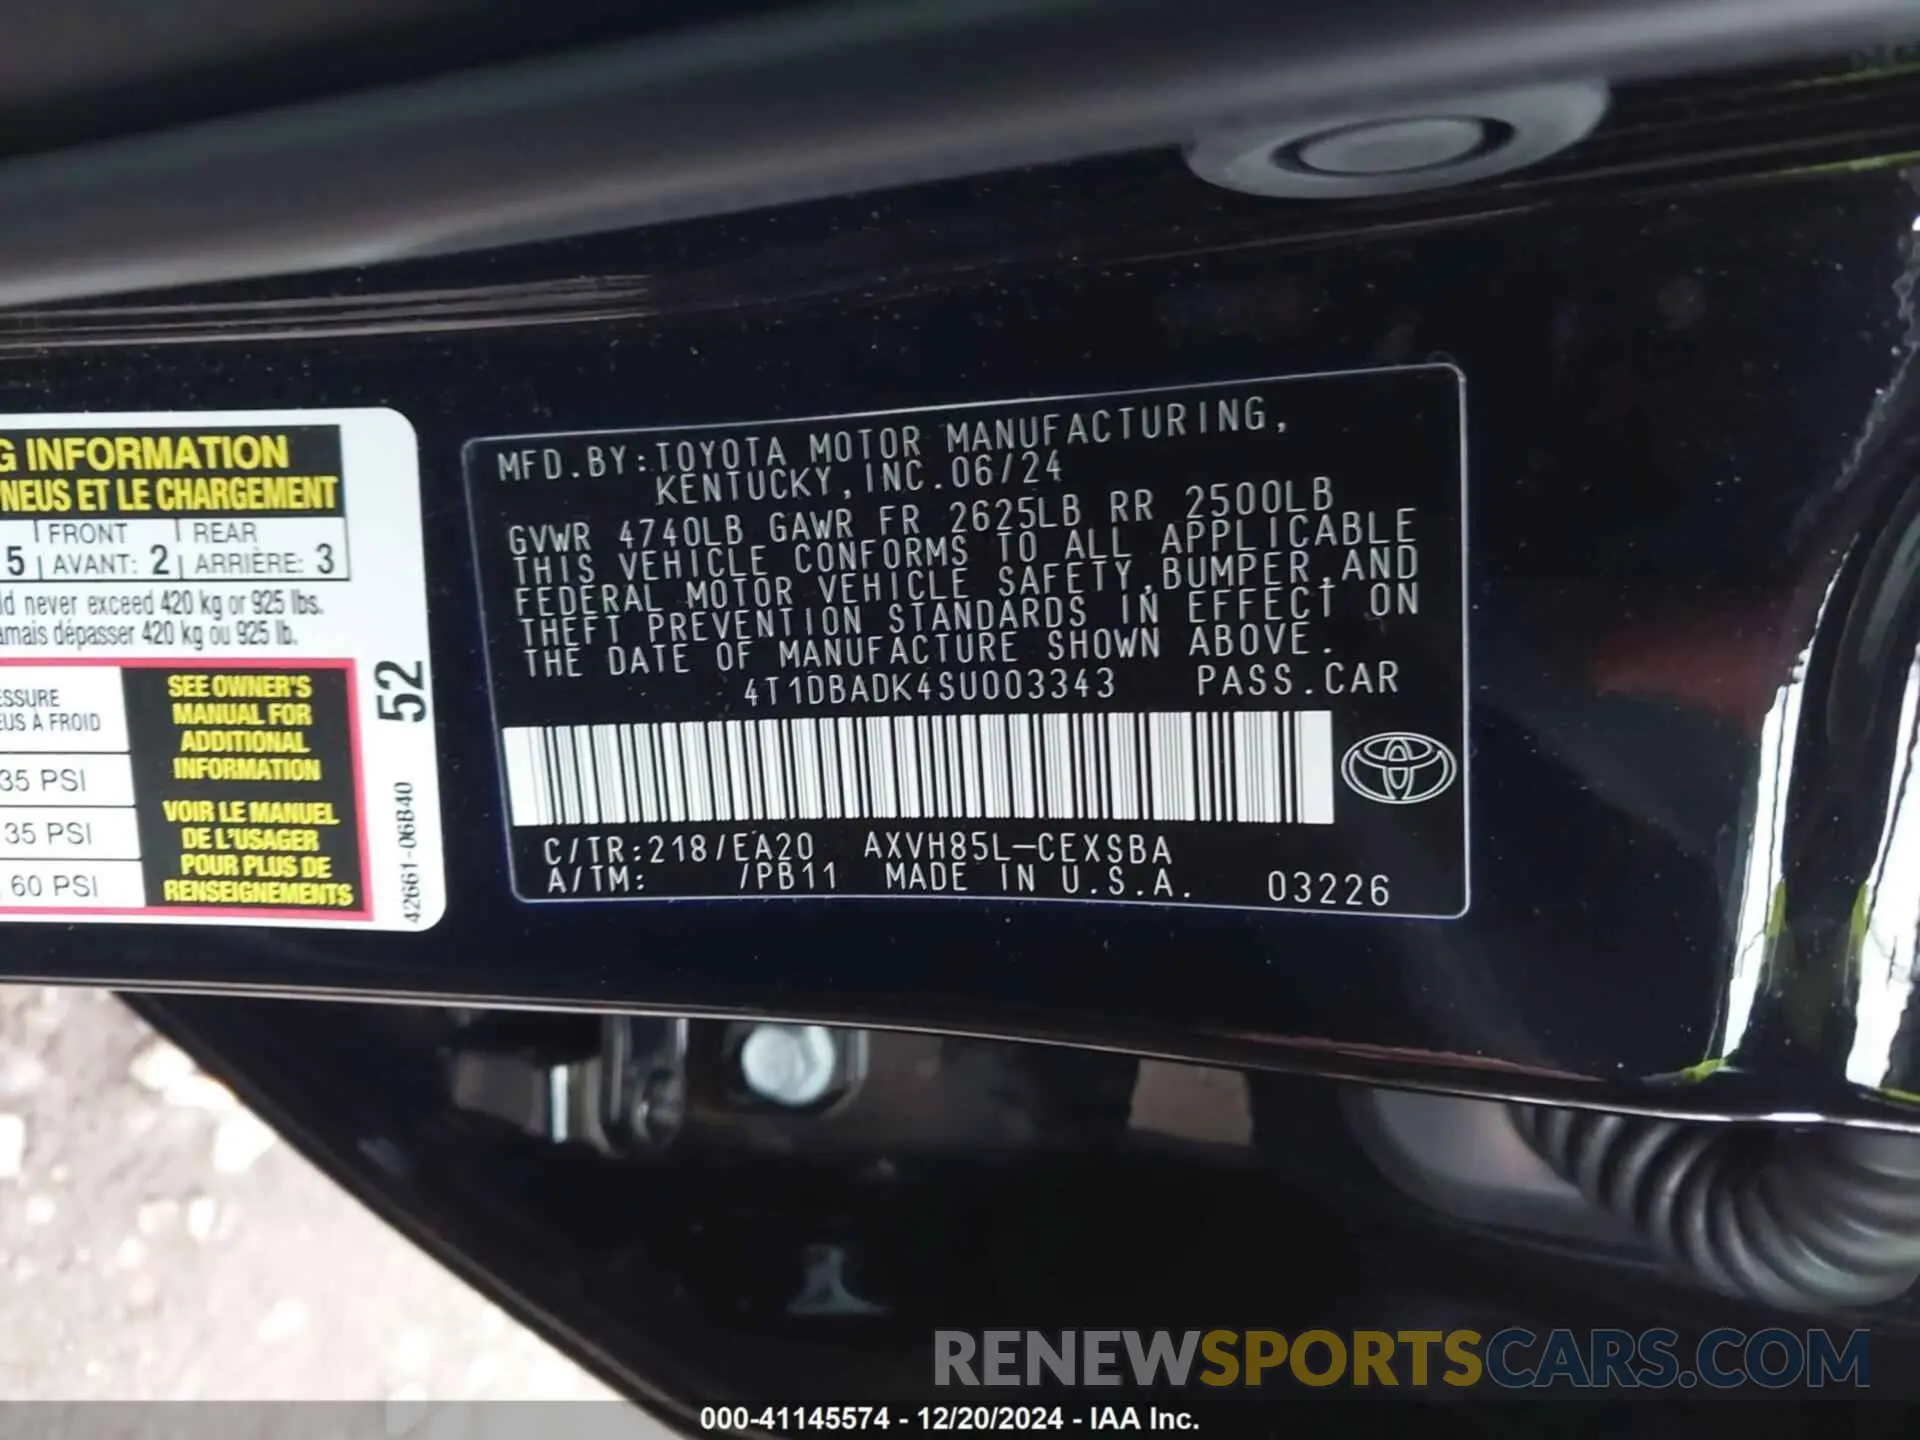 G INFORMATION
NEUS ET LE CHARGEMENT
FRONT REAR
5 AVANT: 2 ARRIÈRE: 3
never exceed 420 kg or 925 lbs.
dépasser 420 kg ou 925 lb.
EUS À FROID
SEE OWNER'S
MANUAL FOR
ADDITIONAL
INFORMATION
35 PSI
35 PSI
60 PSI
VOIR LE MANUEL
DE L'USAGER
POUR PLUS DE
RENSEIGNEMENTS
52
42661-06B40
MFD.BY:TOYOTA MOTOR MANUFACTURING,
KENTUCKY,INC.06/24
GVWR 4740LB GAWR FR 2625LB RR 2500LB
THIS VEHICLE CONFORMS TO ALL APPLICABLE
FEDERAL MOTOR VEHICLE SAFETY,BUMPER,AND
THEFT PREVENTION STANDARDS IN EFFECT ON
THE DATE OF MANUFACTURE SHOWN ABOVE.
4T1DBADK4SU003343 PASS.CAR
C/TR:218/EA20 AXVH85L-CEXSBA
A/TM: /PB11 MADE IN U.S.A. 03226
RENEWSPORTSCARS.COM
000-41145574 - 12/20/2024 - IAA Inc.